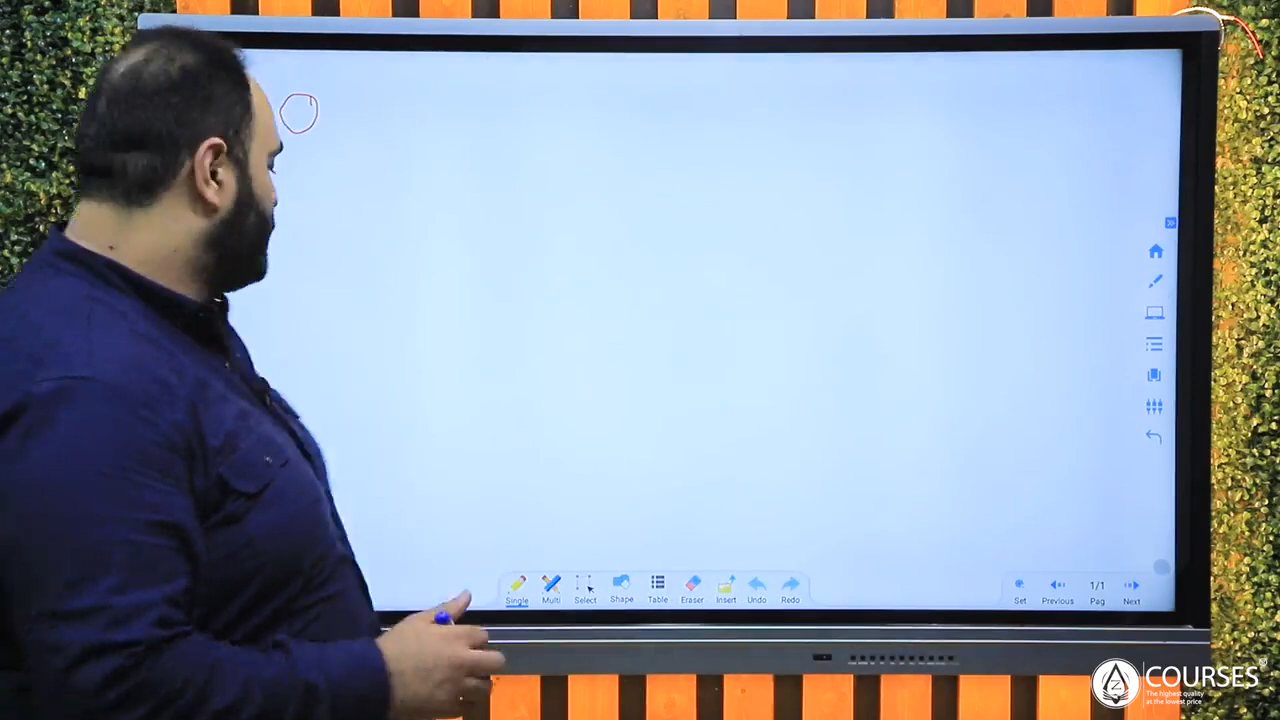 Single Multi Select Shape Table Eraser Insert Undo Redo
Set Previous 1/1 Pag Next
AZ COURSES
The highest quality
at the lowest price